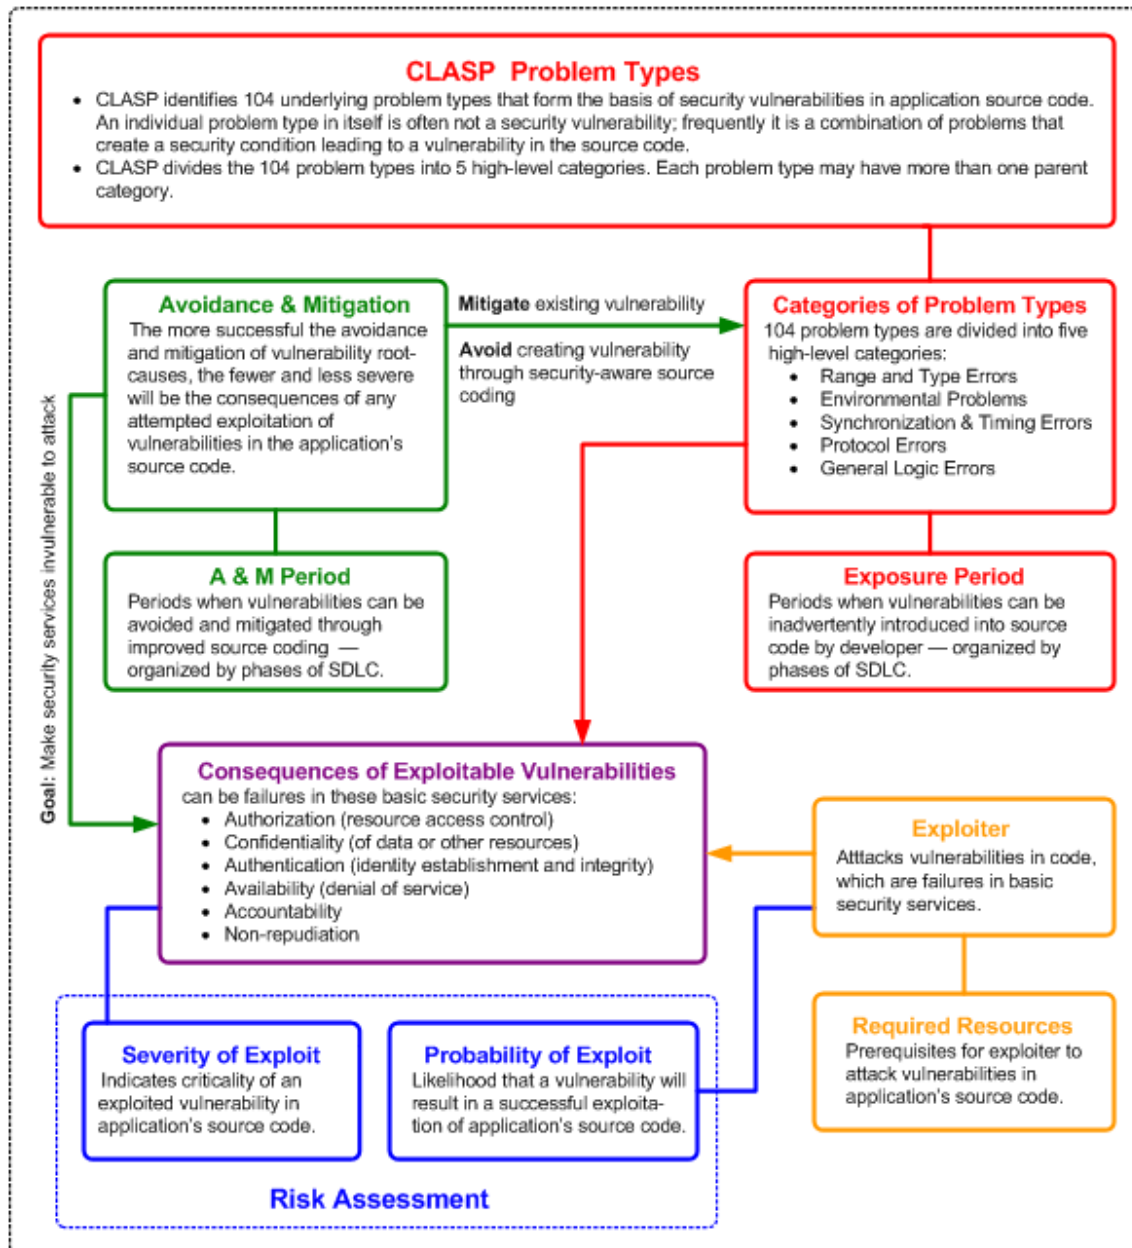 CLASP Problem Types
• CLASP identifies 104 underlying problem types that form the basis of security vulnerabilities in application source code.
An individual problem type in itself is often not a security vulnerability; frequently it is a combination of problems that
create a security condition leading to a vulnerability in the source code.
• CLASP divides the 104 problem types into 5 high-level categories. Each problem type may have more than one parent
category.
Avoidance & Mitigation
The more successful the avoidance
and mitigation of vulnerability root-
causes, the fewer and less severe
will be the consequences of any
attempted exploitation of
vulnerabilities in the application's
source code.
Mitigate existing vulnerability
Avoid creating vulnerability
through security-aware source
coding
Categories of Problem Types
104 problem types are divided into five
high-level categories:
• Range and Type Errors
• Environmental Problems
• Synchronization & Timing Errors
• Protocol Errors
• General Logic Errors
Goal: Make security services invulnerable to attack
A & M Period
Periods when vulnerabilities can be
avoided and mitigated through
improved source coding —
organized by phases of SDLC.
Exposure Period
Periods when vulnerabilities can be
inadvertently introduced into source
code by developer — organized by
phases of SDLC.
Consequences of Exploitable Vulnerabilities
can be failures in these basic security services:
• Authorization (resource access control)
• Confidentiality (of data or other resources)
• Authentication (identity establishment and integrity)
• Availability (denial of service)
• Accountability
• Non-repudiation
Exploiter
Atttacks vulnerabilities in code,
which are failures in basic
security services.
Required Resources
Prerequisites for exploiter to
attack vulnerabilities in
application's source code.
Severity of Exploit
Indicates criticality of an
exploited vulnerability in
application's source code.
Probability of Exploit
Likelihood that a vulnerability will
result in a successful exploita-
tion of application's source code.
Risk Assessment